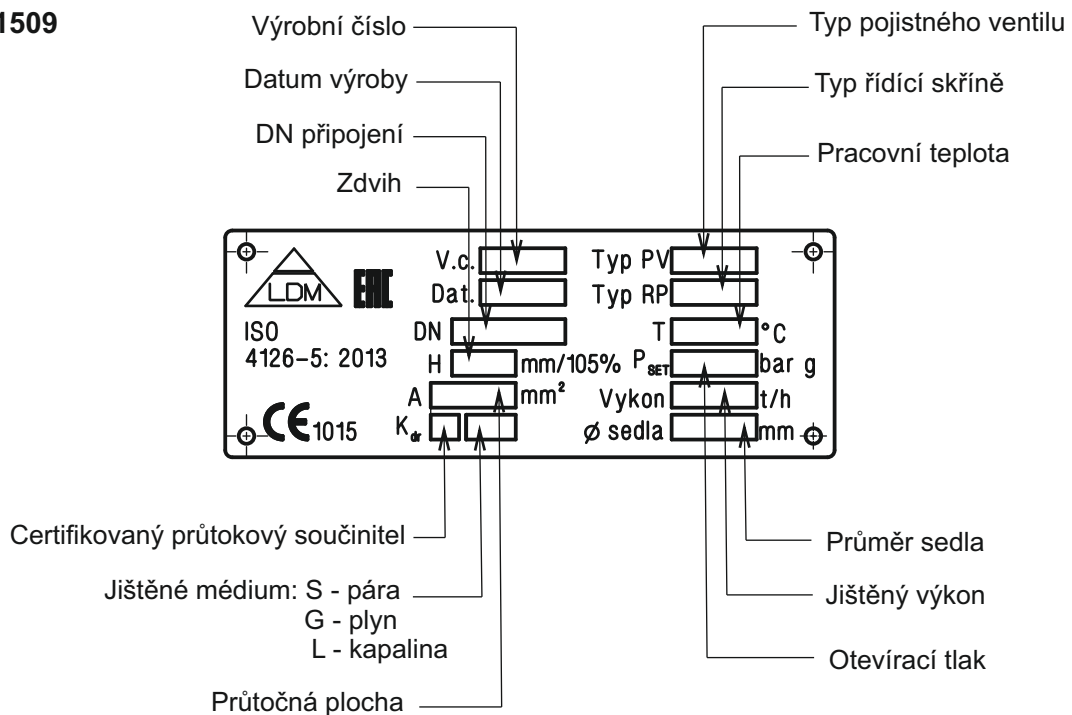 1509
Výrobní číslo
Datum výroby
DN připojení
Zdvih
Typ pojistného ventilu
Typ řídící skříně
Pracovní teplota
LDM
EAC
ISO
4126-5: 2013
CE 1015
V.c.
Dat.
DN
H mm/105%
A mm²
Kdr
Typ PV
Typ RP
T °C
PSET bar g
Vykon t/h
Ø sedla mm
Certifikovaný průtokový součinitel
Jištěné médium: S - pára
G - plyn
L - kapalina
Průtočná plocha
Průměr sedla
Jištěný výkon
Otevírací tlak